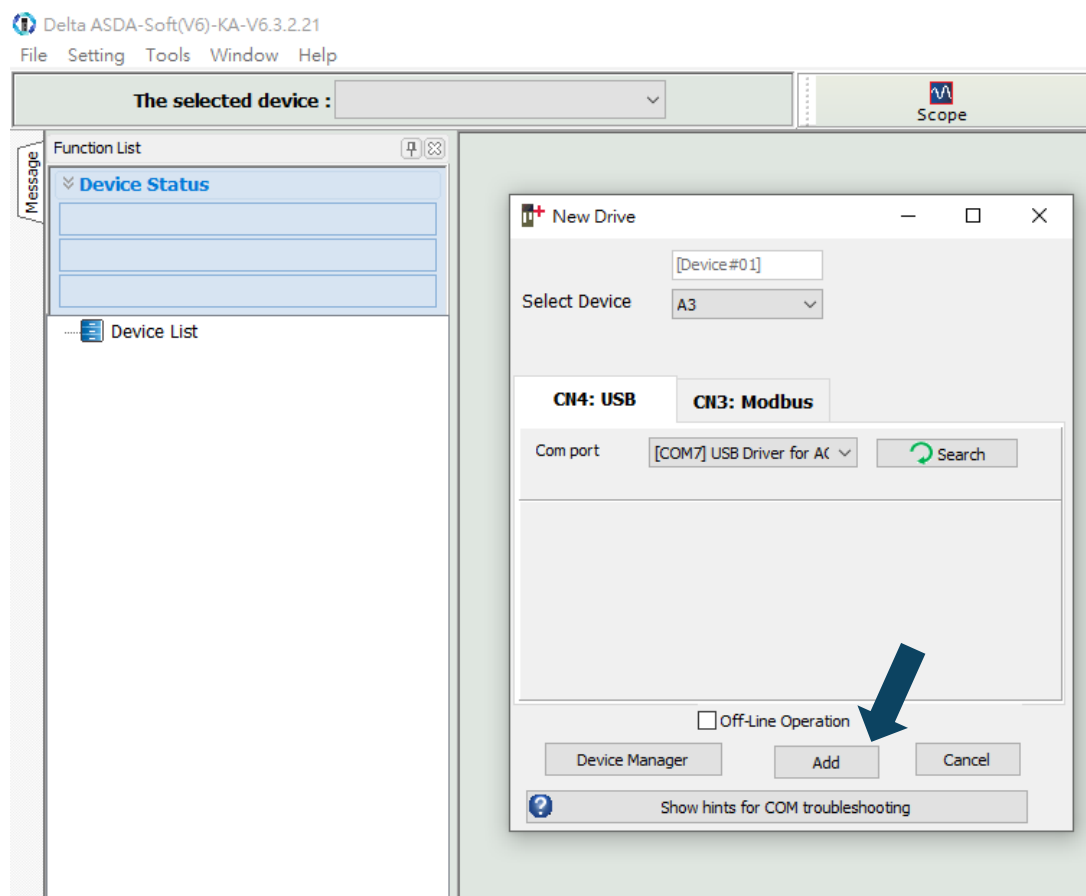 Delta ASDA-Soft(V6)-KA-V6.3.2.21
File Setting Tools Window Help
The selected device :
Scope
Message
Function List
Device Status
Device List
New Drive
[Device#01]
Select Device A3
CN4: USB CN3: Modbus
Com port [COM7] USB Driver for AC Search
Off-Line Operation
Device Manager Add Cancel
Show hints for COM troubleshooting